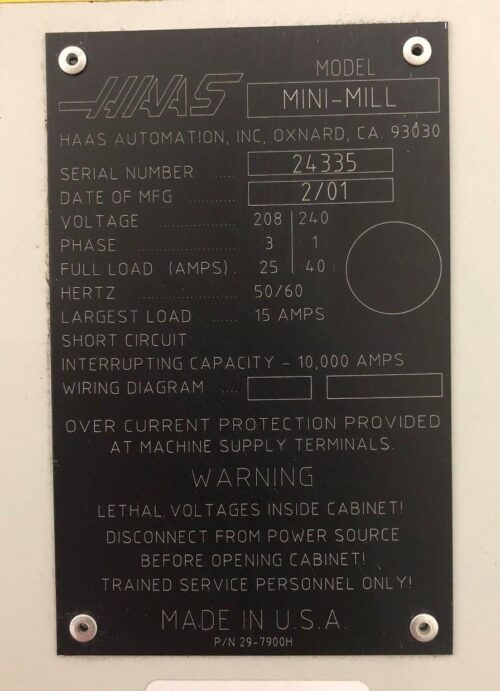 HAAS
MODEL
MINI-MILL
HAAS AUTOMATION, INC, OXNARD, CA. 93030
SERIAL NUMBER ..... 24335
DATE OF MFG .......... 2/01
VOLTAGE ................ 208 | 240
PHASE ................ 3 | 1
FULL LOAD (AMPS). 25 | 40
HERTZ .................... 50/60
LARGEST LOAD ...... 15 AMPS
SHORT CIRCUIT
INTERRUPTING CAPACITY - 10,000 AMPS
WIRING DIAGRAM ....
OVER CURRENT PROTECTION PROVIDED
AT MACHINE SUPPLY TERMINALS.
WARNING
LETHAL VOLTAGES INSIDE CABINET!
DISCONNECT FROM POWER SOURCE
BEFORE OPENING CABINET!
TRAINED SERVICE PERSONNEL ONLY!
MADE IN U.S.A.
P/N 29-7900H